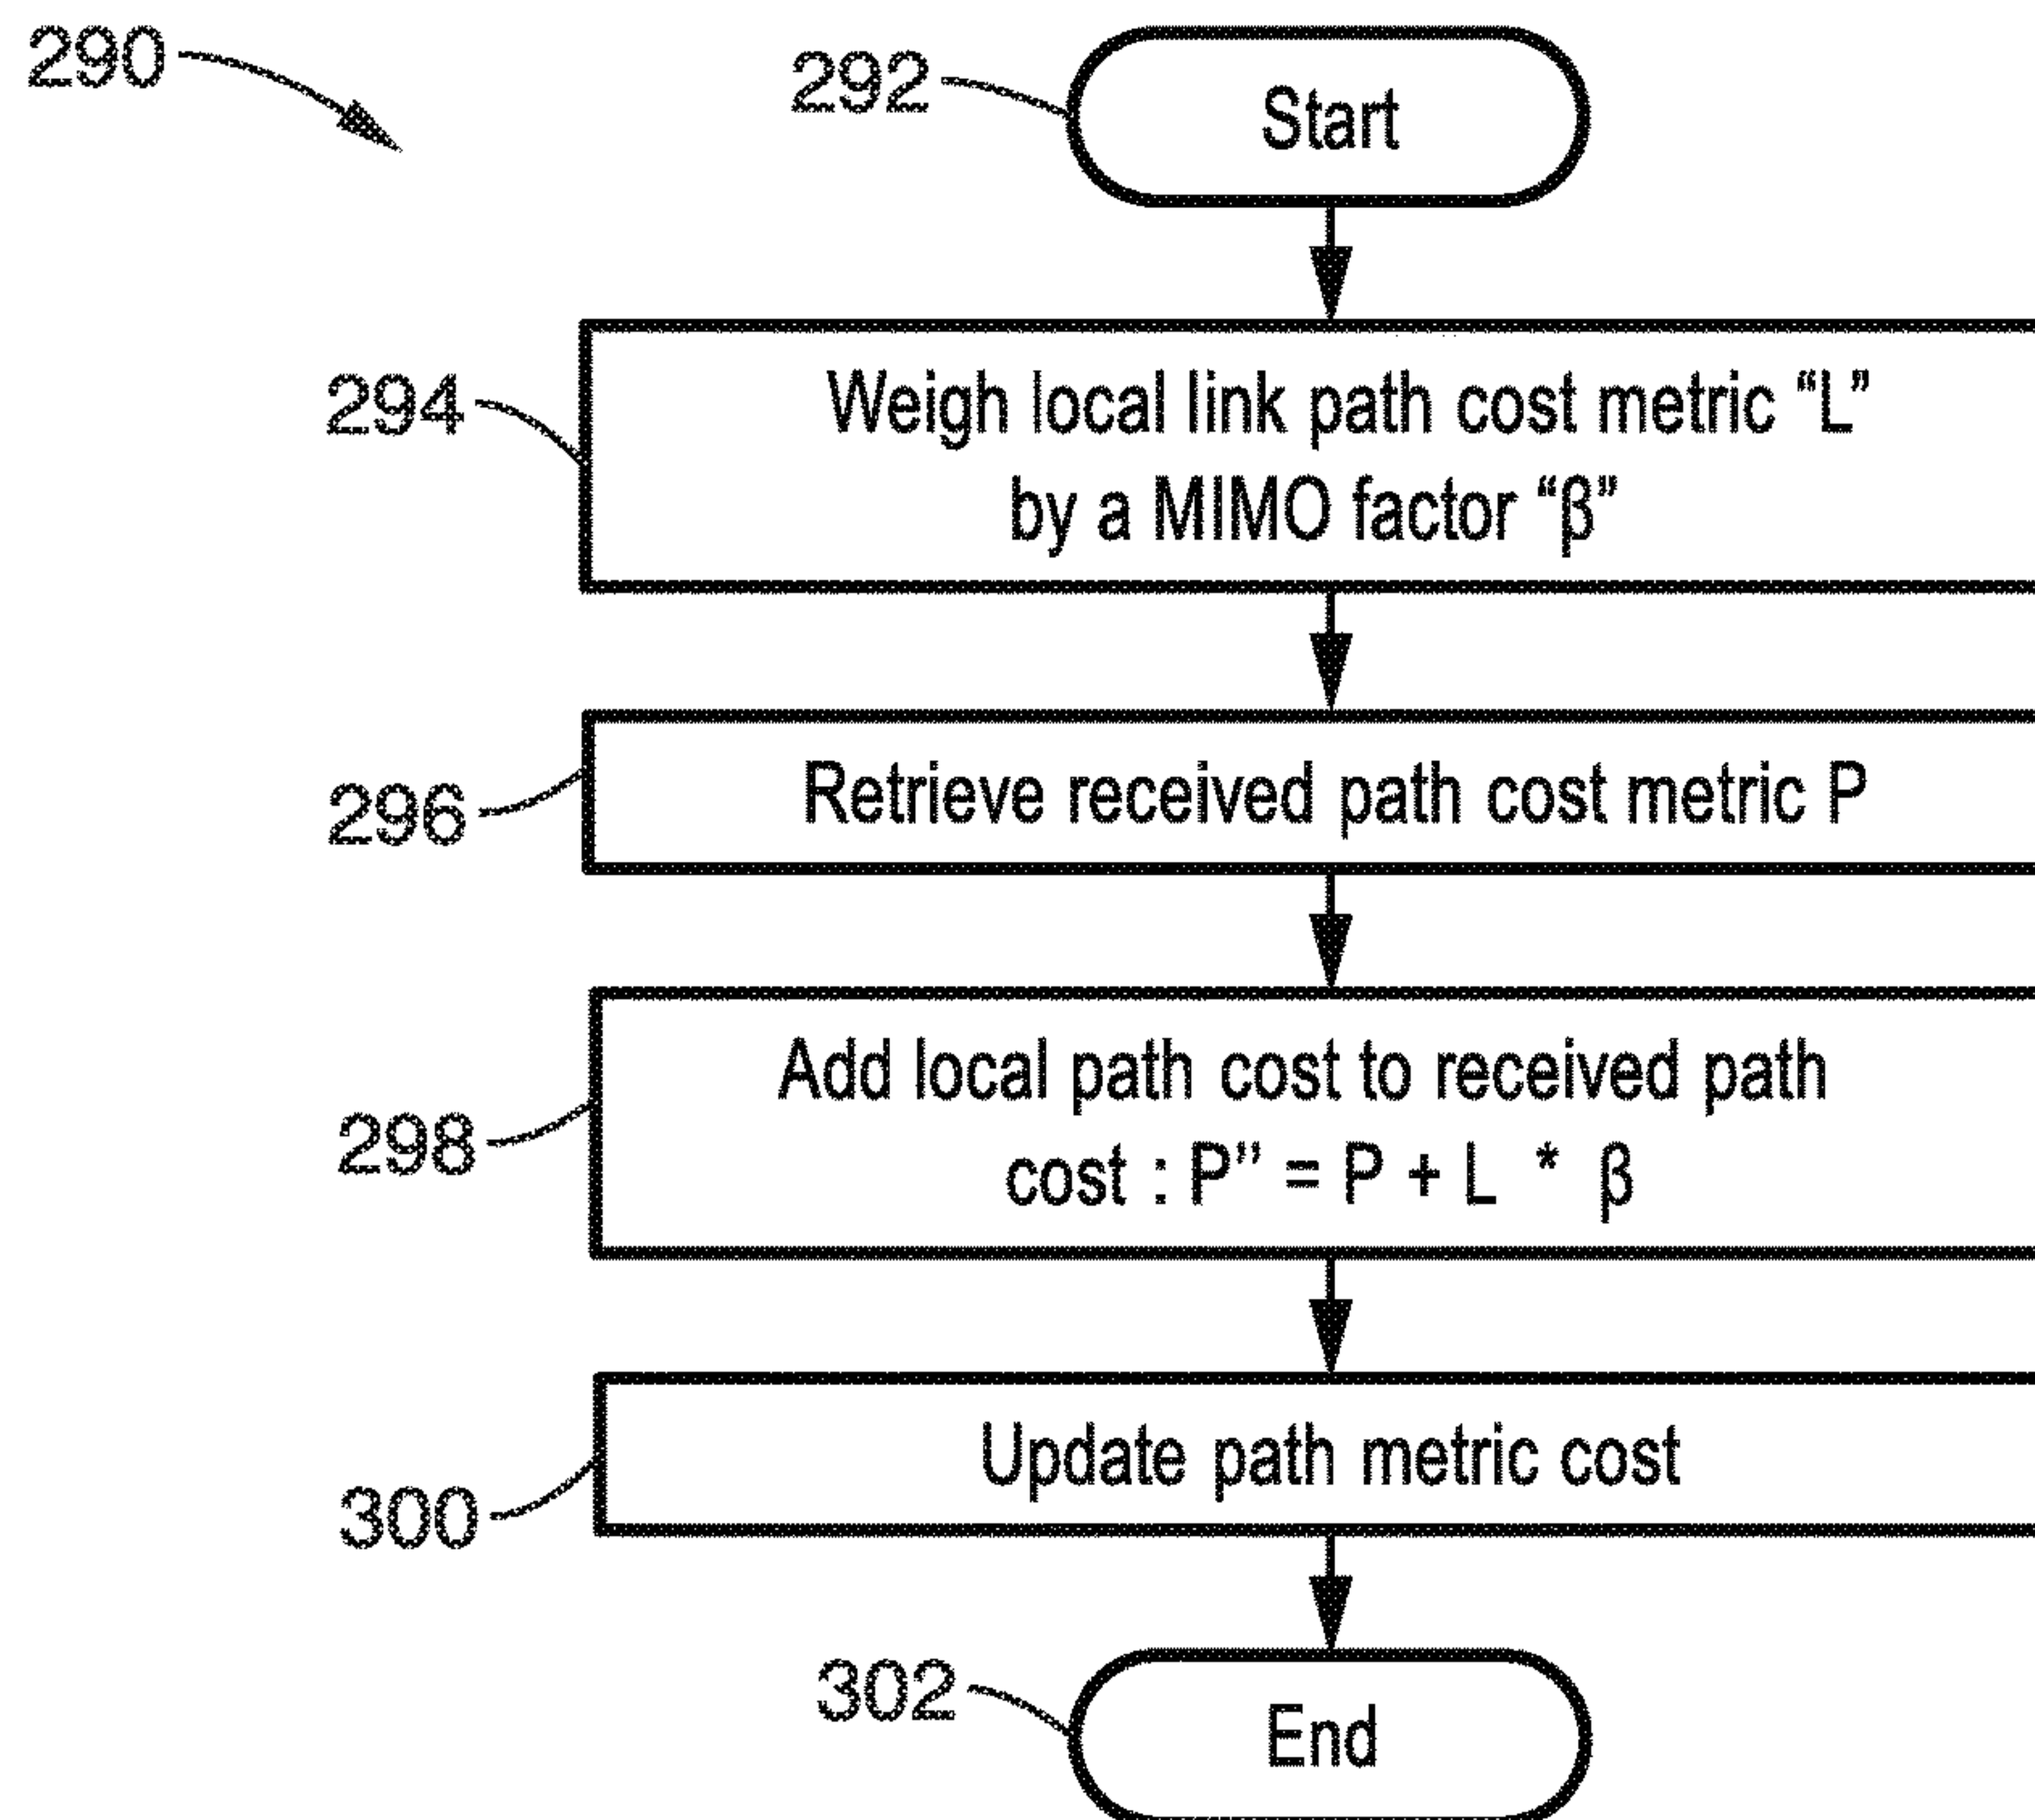 290
292
Start
294
Weigh local link path cost metric “L”
by a MIMO factor “β”
296
Retrieve received path cost metric P
298
Add local path cost to received path
cost : P” = P + L * β
300
Update path metric cost
302
End